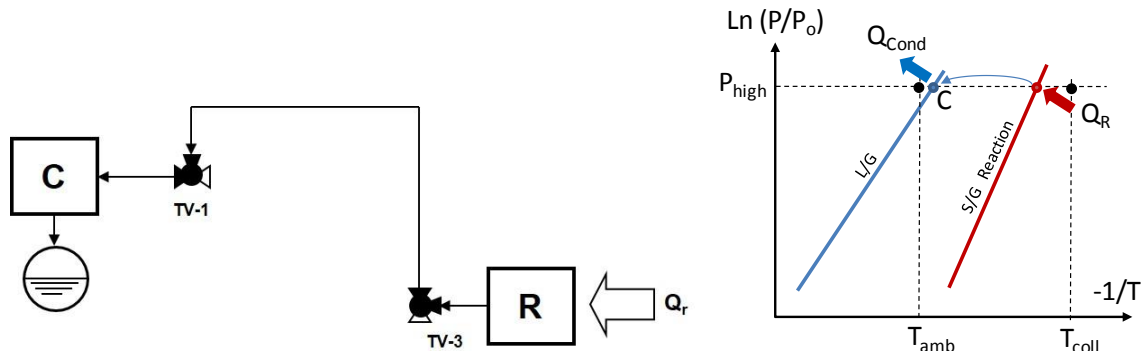 C
TV-1
TV-3
R
Qr
Ln (P/Po)
QCond
Phigh
C
QR
L/G
S/G Reaction
-1/T
Tamb
Tcoll